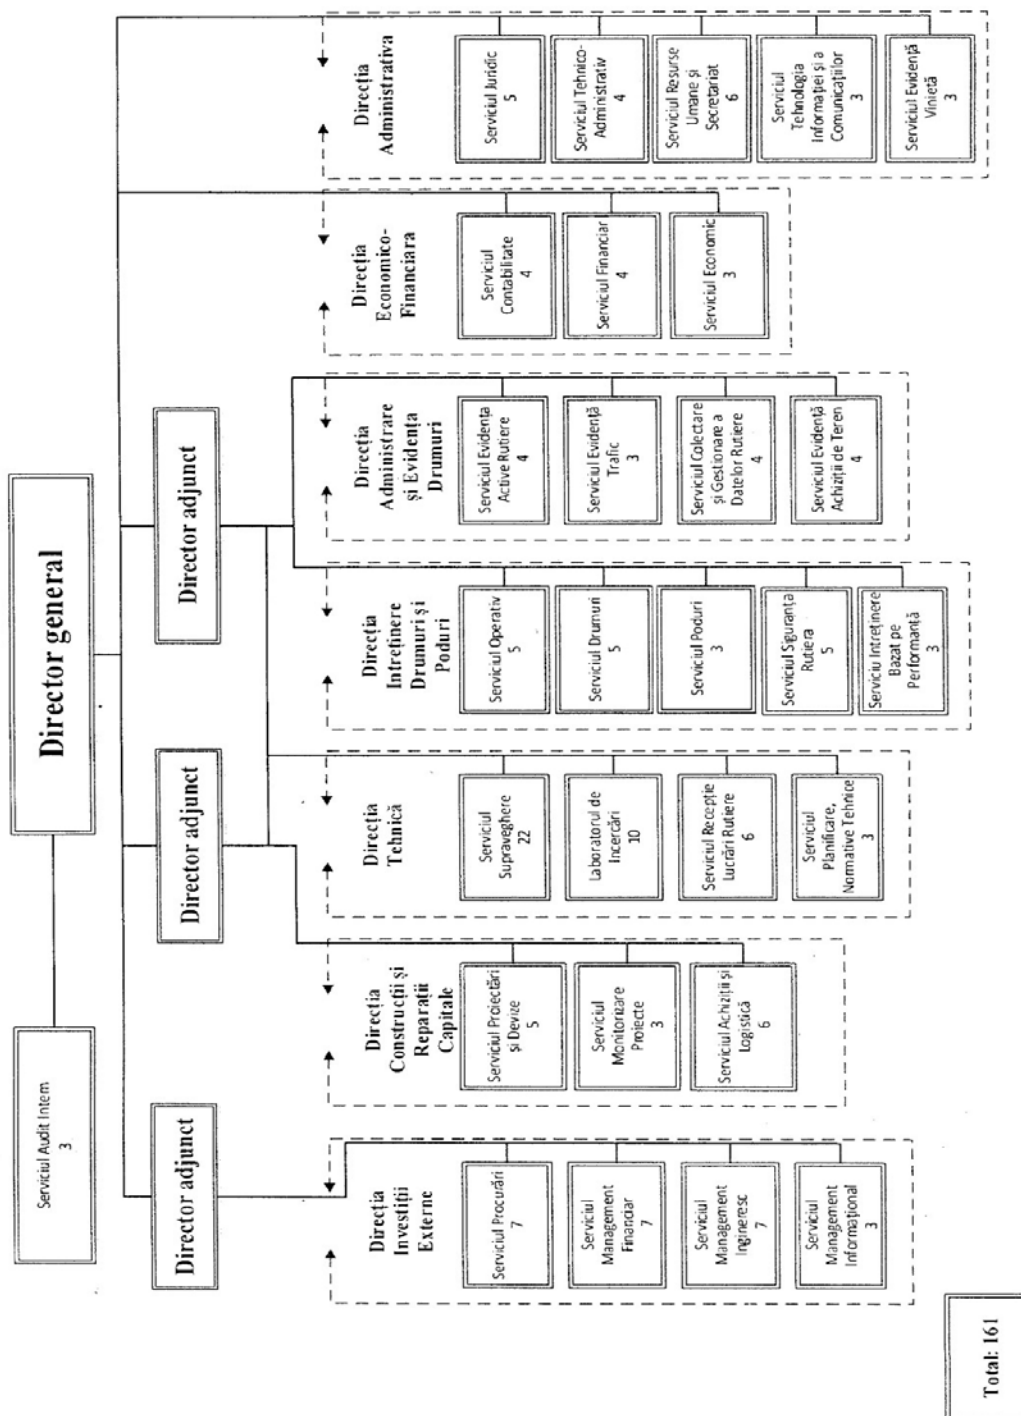 Serviciul Audit Intern
3
Director general
Director adjunct
Director adjunct
Director adjunct
Direcția
Investiții
Externe
Serviciul Procurări
7
Serviciul
Management
Financiar
7
Serviciul
Management
Ingineresc
7
Serviciul
Management
Informațional
3
Direcția
Construcții și
Reparații
Capitale
Serviciul Proiectări
și Devize
5
Serviciul
Monitorizare
Proiecte
3
Serviciul Achiziții și
Logistică
6
Direcția
Tehnică
Serviciul
Supraveghere
22
Laboratorul de
Incercări
10
Serviciul Recepție
Lucrări Rutiere
6
Serviciul
Planificare,
Normative Tehnice
3
Direcția
Intreținere
Drumuri și
Poduri
Serviciul Operativ
5
Serviciul Drumuri
5
Serviciul Poduri
3
Serviciul Siguranța
Rutiera
5
Serviciu Intreținere
Bazat pe
Performanță
3
Direcția
Administrare
și Evidența
Drumuri
Serviciul Evidența
Active Rutiere
4
Serviciul Evidență
Trafic
3
Serviciul Colectare
și Gestionare a
Datelor Rutiere
4
Serviciul Evidență
Achiziții de Teren
4
Direcția
Economico-
Financiara
Serviciul
Contabilitate
4
Serviciul Financiar
4
Serviciul Economic
3
Direcția
Administrativa
Serviciul Juridic
5
Serviciul Tehnico-
Administrativ
4
Serviciul Resurse
Umane și
Secretariat
6
Serviciul
Tehnologia
Informației și a
Comunicațiilor
3
Serviciul Evidență
Vinietă
3
Total: 161